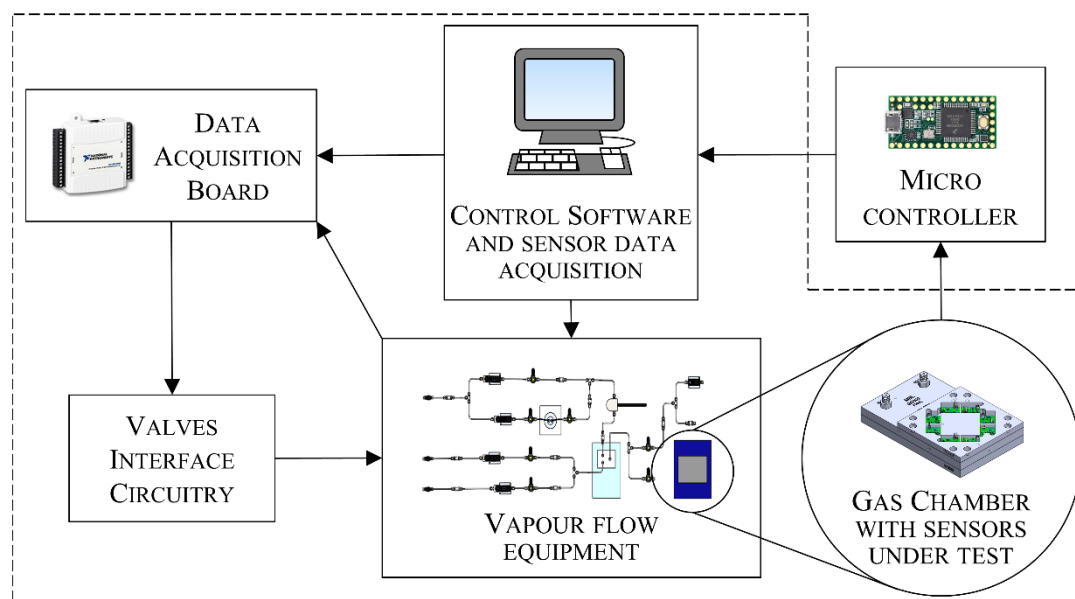 DATA
ACQUISITION
BOARD
CONTROL SOFTWARE
AND SENSOR DATA
ACQUISITION
MICRO
CONTROLLER
VALVES
INTERFACE
CIRCUITRY
VAPOUR FLOW
EQUIPMENT
GAS CHAMBER
WITH SENSORS
UNDER TEST